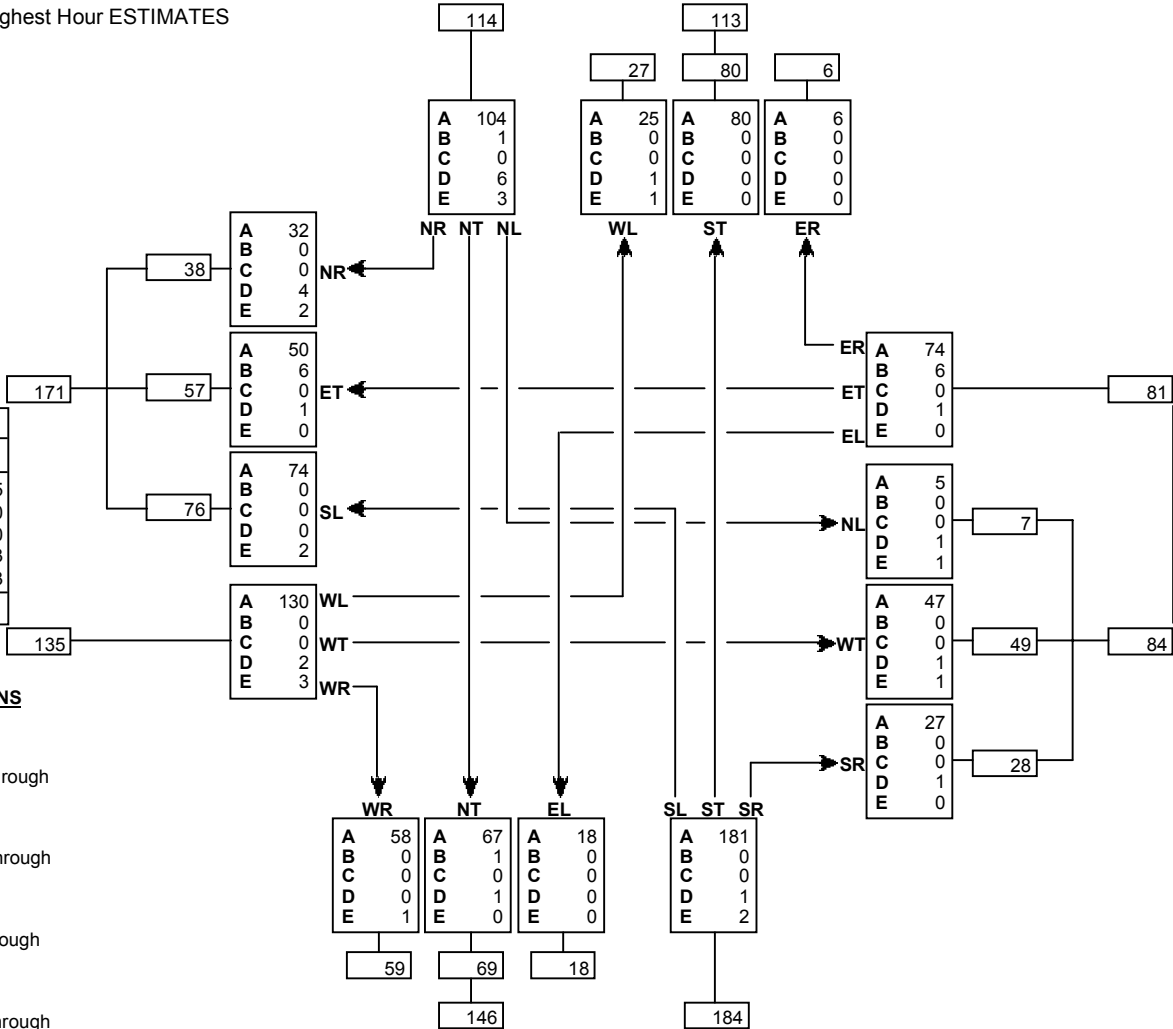 ghest Hour ESTIMATES
114
113
27
80
6
A 104
B 1
C 0
D 6
E 3
A 25
B 0
C 0
D 1
E 1
A 80
B 0
C 0
D 0
E 0
A 6
B 0
C 0
D 0
E 0
NR NT NL
WL
ST
ER
A 32
B 0
C 0
D 4
E 2
38
NR
A 50
B 6
C 0
D 1
E 0
171
57
ET
A 74
B 0
C 0
D 0
E 2
76
SL
A 130
B 0
C 0
D 2
E 3
135
WL
WT
WR
ER
ET
EL
A 74
B 6
C 0
D 1
E 0
81
A 5
B 0
C 0
D 1
E 1
NL
7
A 47
B 0
C 0
D 1
E 1
WT
49
84
A 27
B 0
C 0
D 1
E 0
SR
28
NS
rough
hrough
ough
hrough
WR
NT
EL
SL ST SR
A 58
B 0
C 0
D 0
E 1
A 67
B 1
C 0
D 1
E 0
A 18
B 0
C 0
D 0
E 0
A 181
B 0
C 0
D 1
E 2
59
69
18
146
184